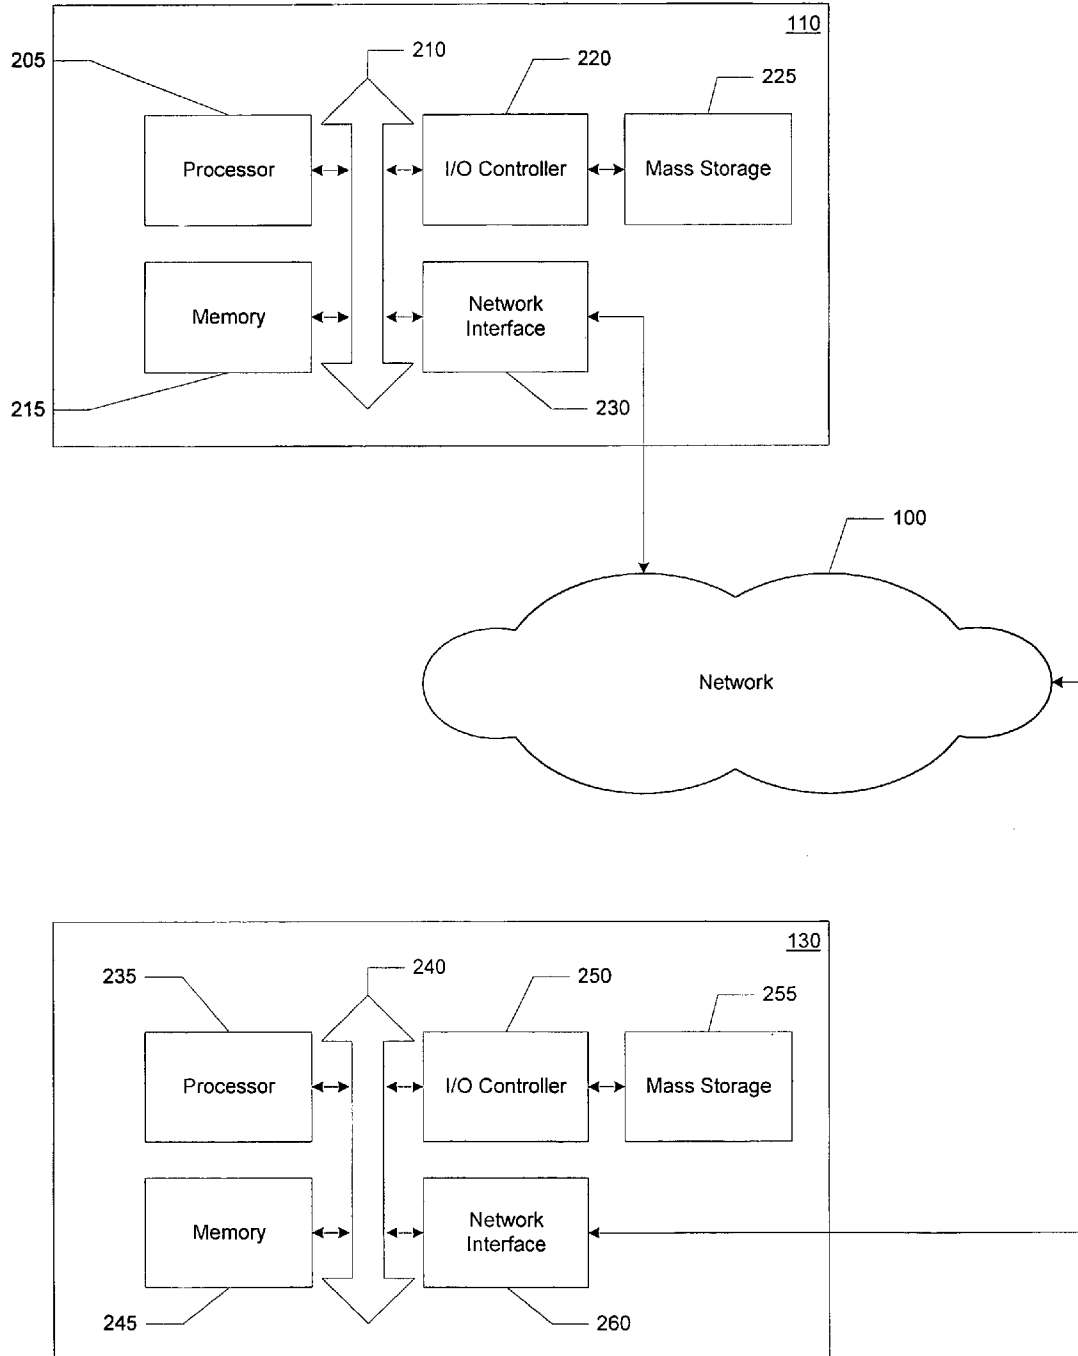 110
205
210
220
225
Processor
I/O Controller
Mass Storage
Memory
Network
Interface
215
230
100
Network
130
235
240
250
255
Processor
I/O Controller
Mass Storage
Memory
Network
Interface
245
260